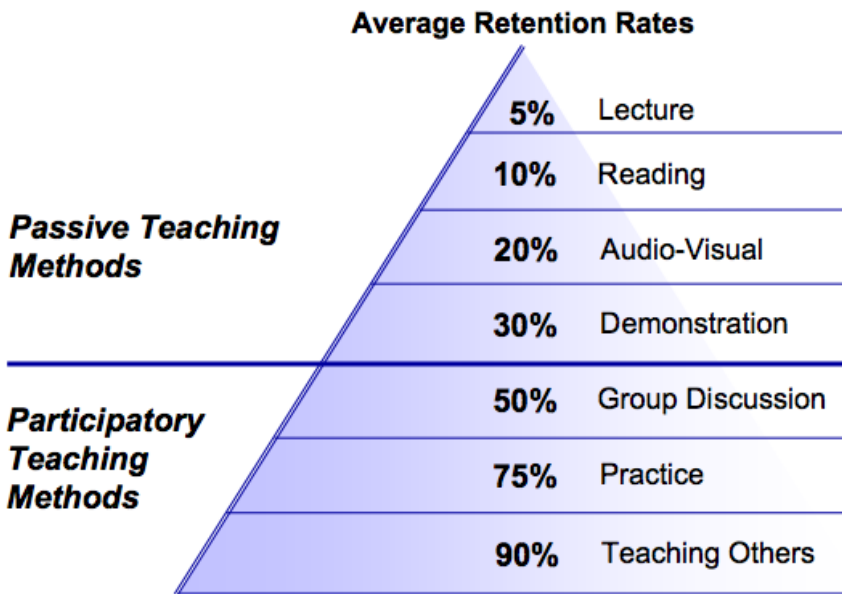 Average Retention Rates
5% Lecture
10% Reading
Passive Teaching
Methods
20% Audio-Visual
30% Demonstration
Participatory
Teaching
Methods
50% Group Discussion
75% Practice
90% Teaching Others